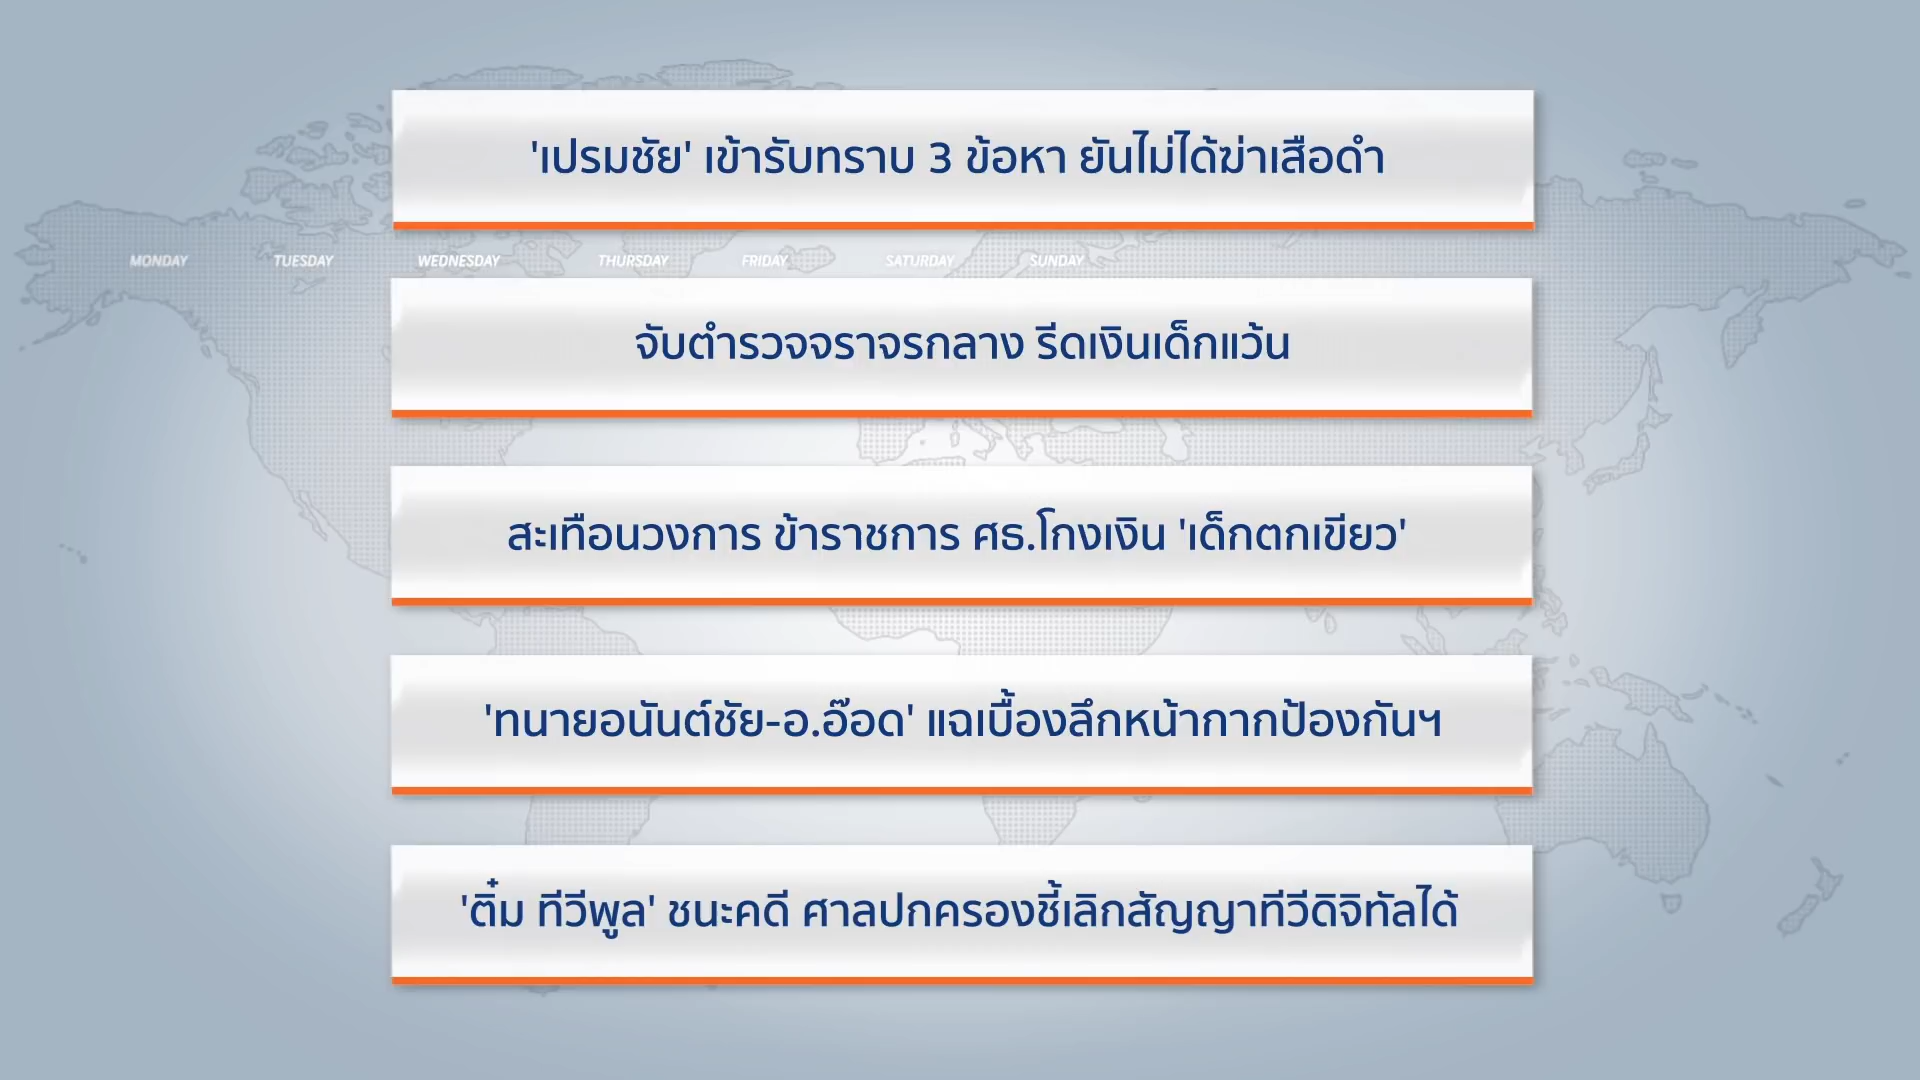 'เปรมชัย' เข้ารับทราบ 3 ข้อหา ยันไม่ได้ฆ่าเสือดำ
MONDAY TUESDAY WEDNESDAY THURSDAY FRIDAY SATURDAY SUNDAY
จับตำรวจจราจรกลาง รีดเงินเด็กแว้น
สะเทือนวงการ ข้าราชการ ศธ.โกงเงิน 'เด็กตกเขียว'
'ทนายอนันต์ชัย-อ.อ๊อด' แฉเบื้องลึกหน้ากากป้องกันฯ
'ติ๋ม ทีวีพูล' ชนะคดี ศาลปกครองชี้เลิกสัญญาทีวีดิจิทัลได้